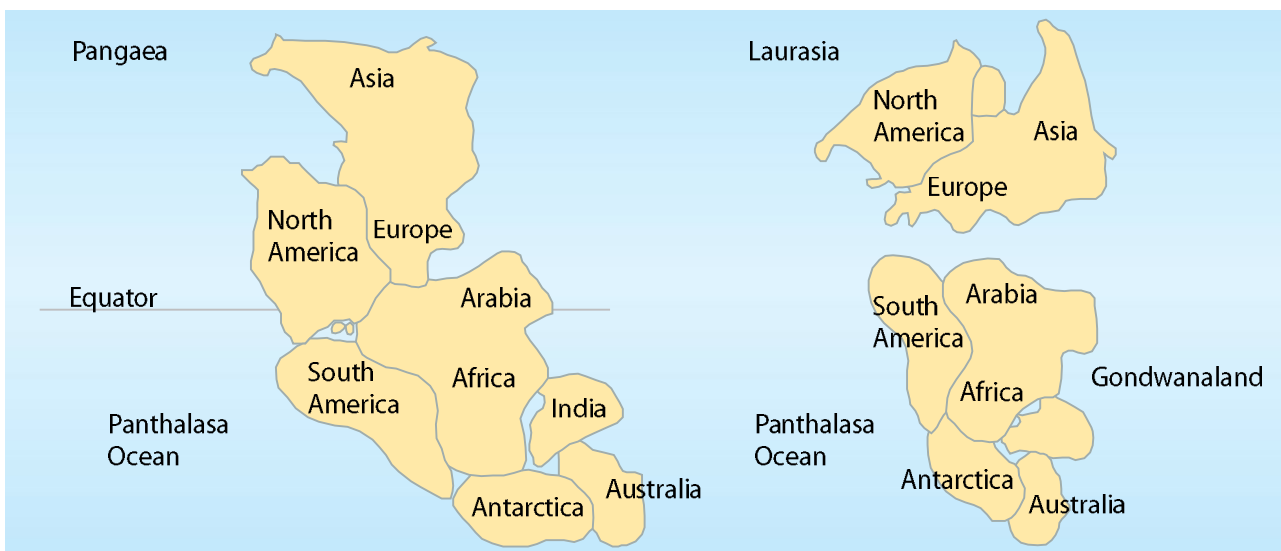 Pangaea
Asia
North
America
Europe
Equator
Arabia
South
America
Africa
India
Panthalasa
Ocean
Antarctica
Australia
Laurasia
North
America
Asia
Europe
South
America
Arabia
Africa
Gondwanaland
Panthalasa
Ocean
Antarctica
Australia